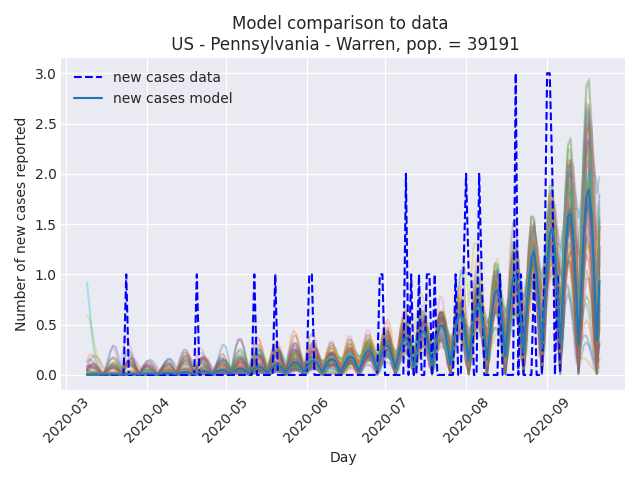 Model comparison to data
US - Pennsylvania - Warren, pop. = 39191
new cases data
new cases model
Number of new cases reported
3.0
2.5
2.0
1.5
1.0
0.5
0.0
2020-03
2020-04
2020-05
2020-06
2020-07
2020-08
2020-09
Day